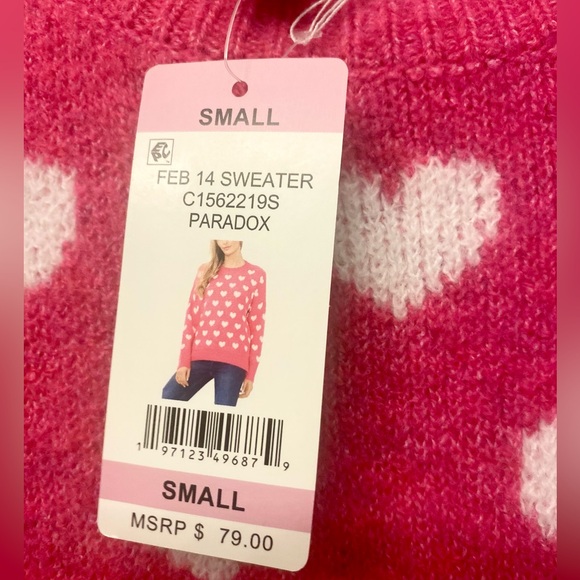 SMALL
FEB 14 SWEATER
C1562219S
PARADOX
1 97123 49687 9
SMALL
MSRP $ 79.00